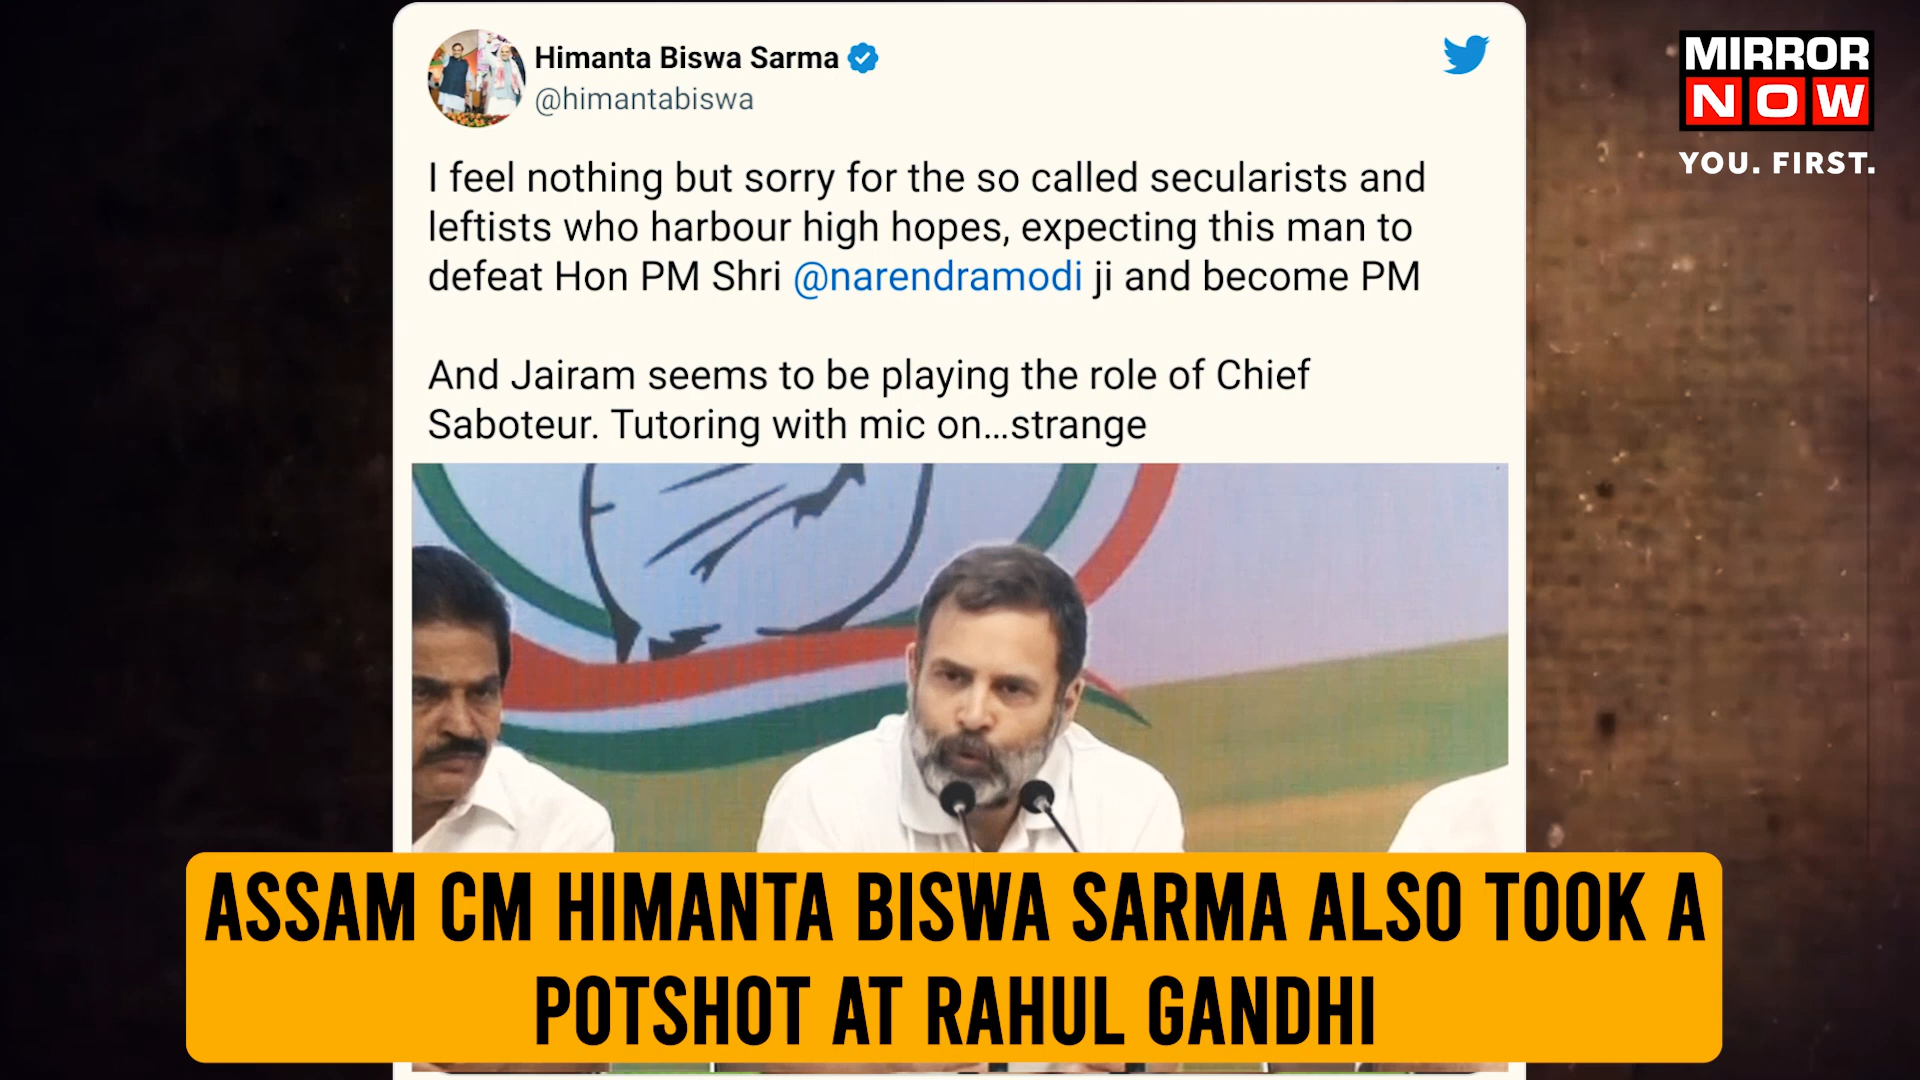 Himanta Biswa Sarma
@himantabiswa
MIRROR
NOW
YOU. FIRST.
I feel nothing but sorry for the so called secularists and
leftists who harbour high hopes, expecting this man to
defeat Hon PM Shri @narendramodi ji and become PM
And Jairam seems to be playing the role of Chief
Saboteur. Tutoring with mic on...strange
ASSAM CM HIMANTA BISWA SARMA ALSO TOOK A
POTSHOT AT RAHUL GANDHI